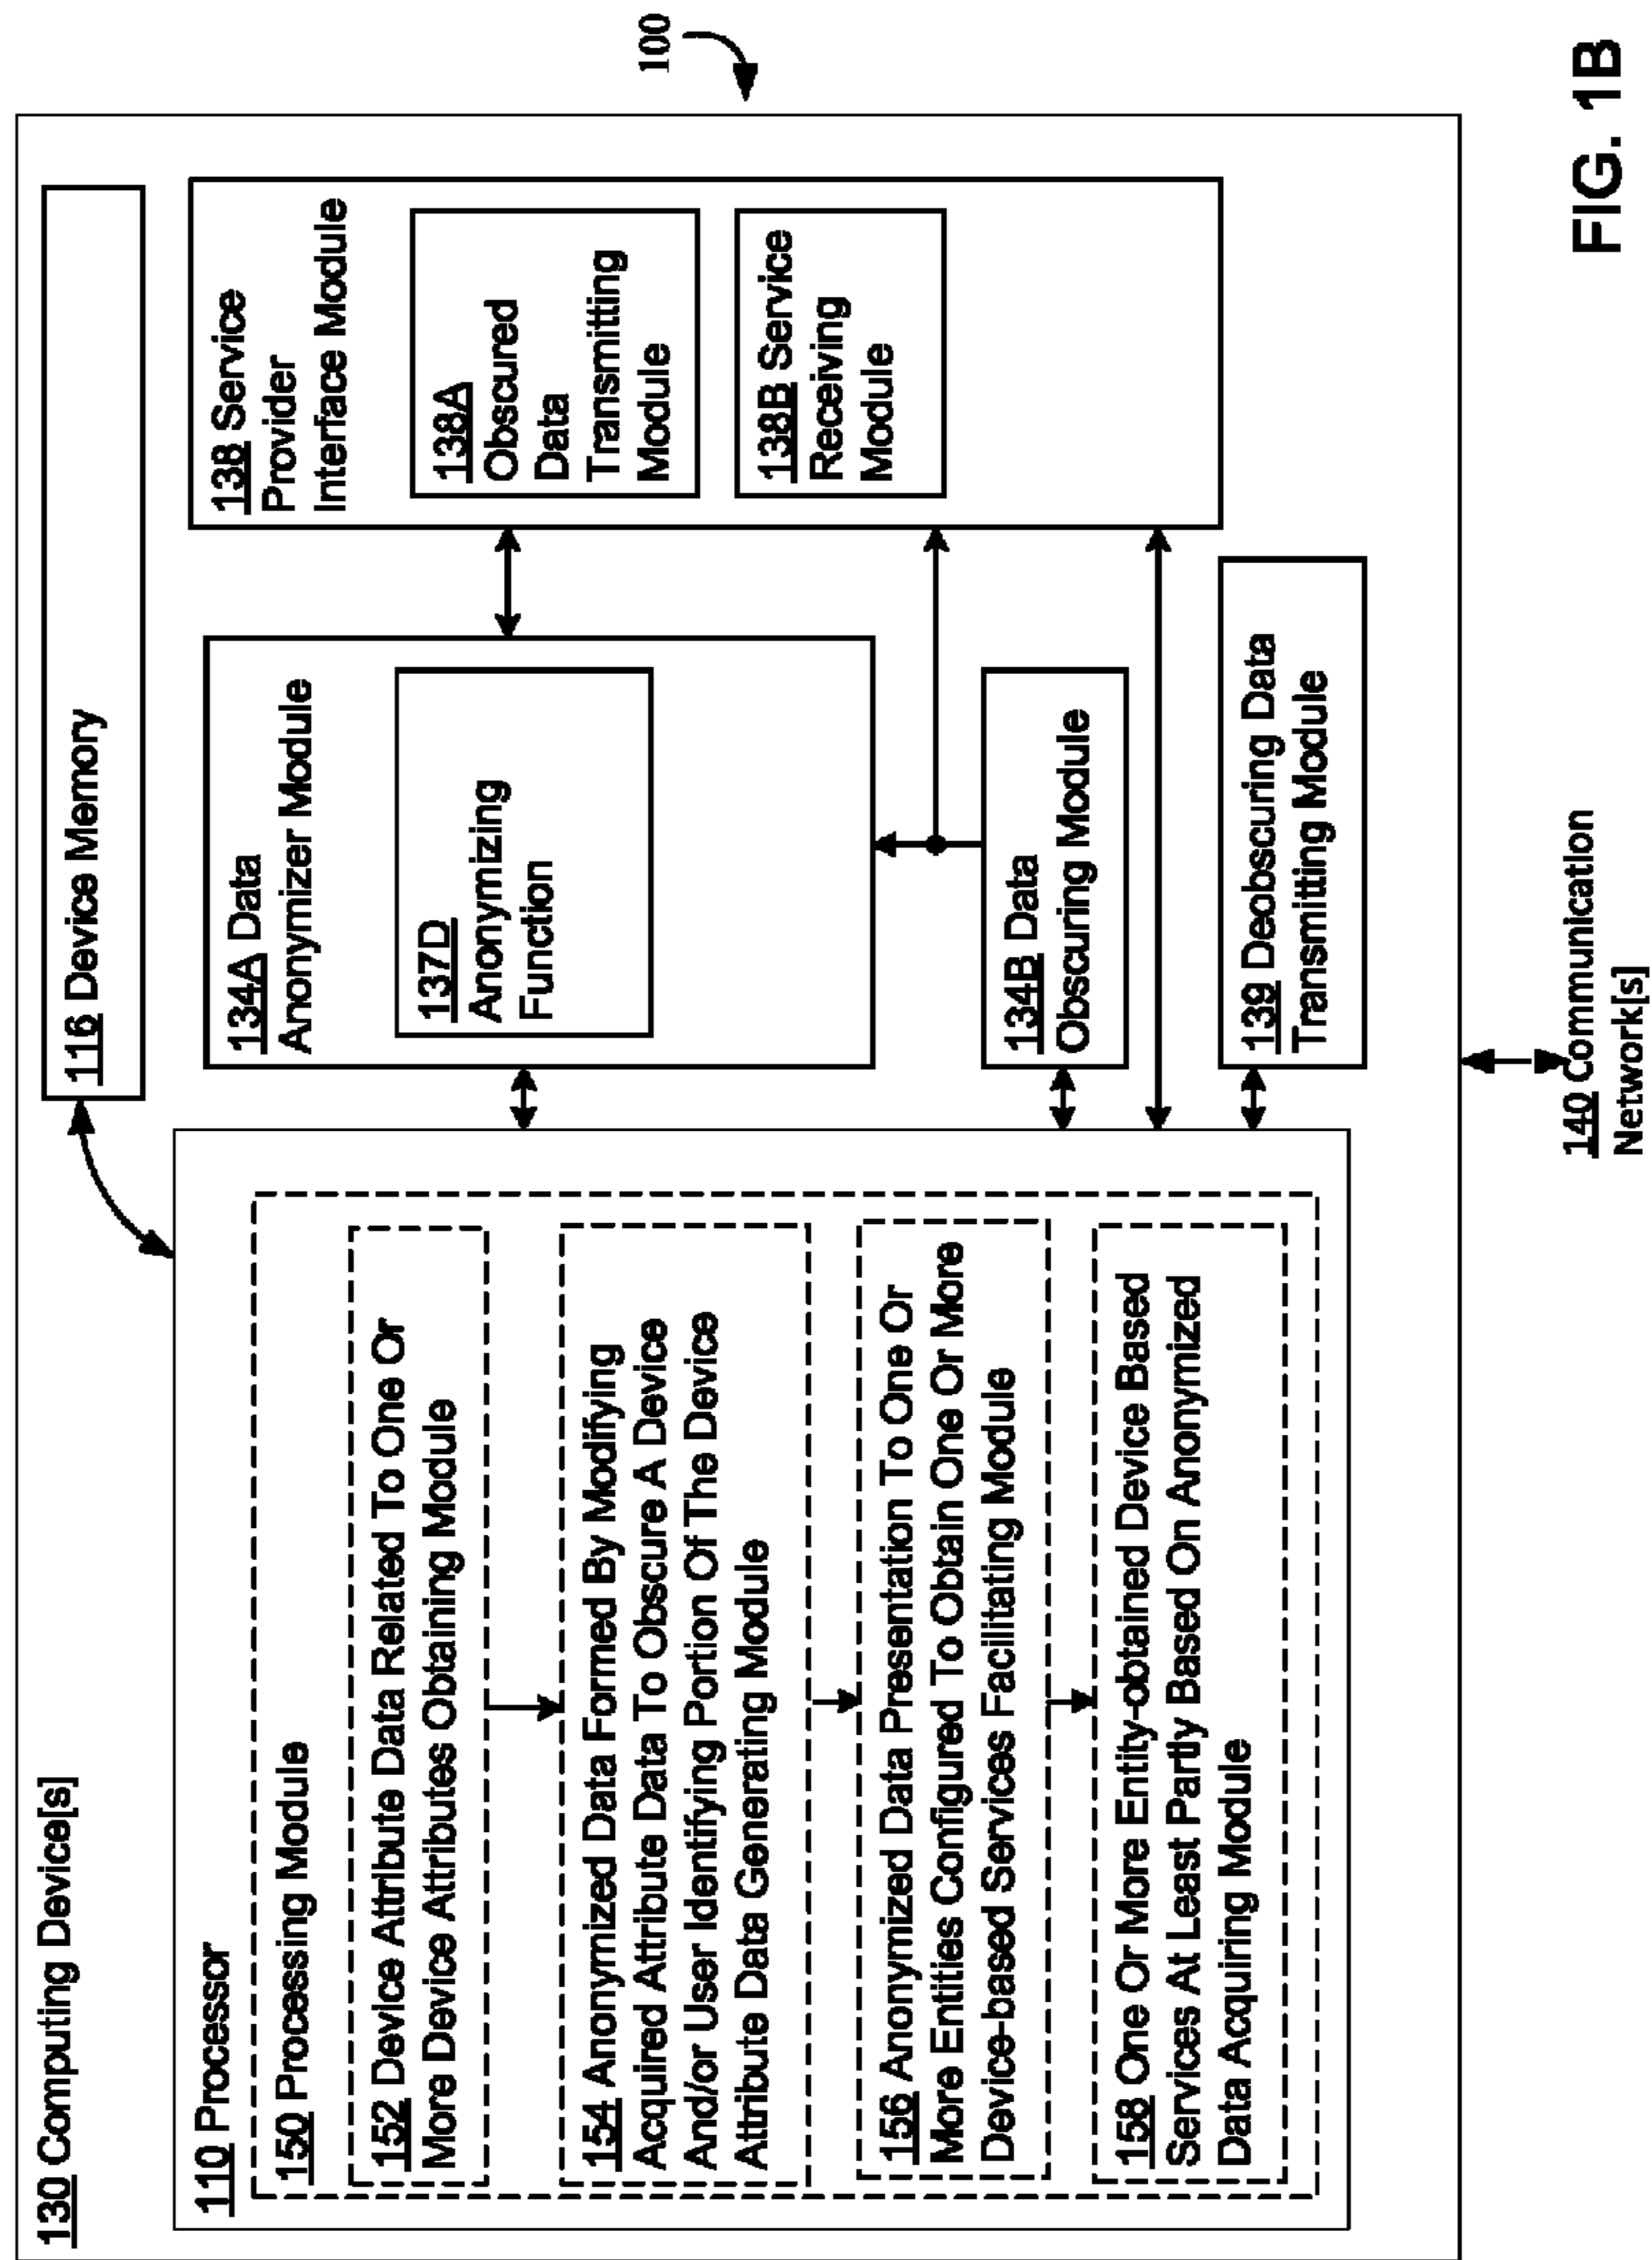 130 Computing Device[s]
116 Device Memory
110 Processor
150 Processing Module
152 Device Attribute Data Related To One Or
More Device Attributes Obtaining Module
154 Anonymized Data Formed By Modifying
Acquired Attribute Data To Obscure A Device
And/or User Identifying Portion Of The Device
Attribute Data Generating Module
156 Anonymized Data Presentation To One Or
More Entities Configured To Obtain One Or More
Device-based Services Facilitating Module
158 One Or More Entity-obtained Device Based
Services At Least Partly Based On Anonymized
Data Acquiring Module
134A Data
Anonymizer Module
137D
Anonymizing
Function
134B Data
Obscuring Module
139 Deobscuring Data
Transmitting Module
138 Service
Provider
Interface Module
138A
Obscured
Data
Transmitting
Module
138B Service
Receiving
Module
100
140 Communication
Network[s]
FIG. 1B